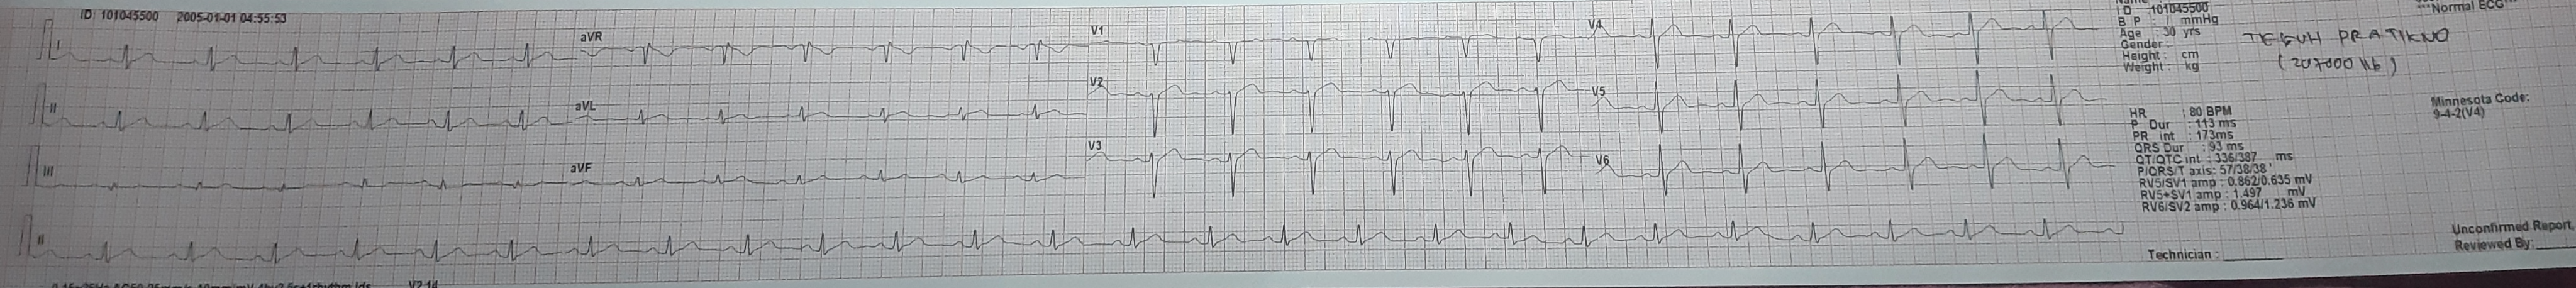 ID: 101045500 2005-01-01 04:55:53
I
aVR
V1
V4
II
aVL
V2
V5
III
aVF
V3
V6
II
ID : 101045500
B P : / mmHg
Age : 30 yrs
Gender :
Height : cm
Weight : kg
***Normal ECG***
TEGUH PRATIKNO
HR : 80 BPM
P Dur : 113 ms
PR int : 173ms
QRS Dur : 93 ms
QT/QTC int : 336/387 ms
P/QRS/T axis: 57/38/38 °
RV5/SV1 amp : 0.862/0.635 mV
RV5+SV1 amp : 1.497 mV
RV6/SV2 amp : 0.964/1.236 mV
Minnesota Code:
9-4-2(V4)
Unconfirmed Report,
Reviewed By:
Technician :